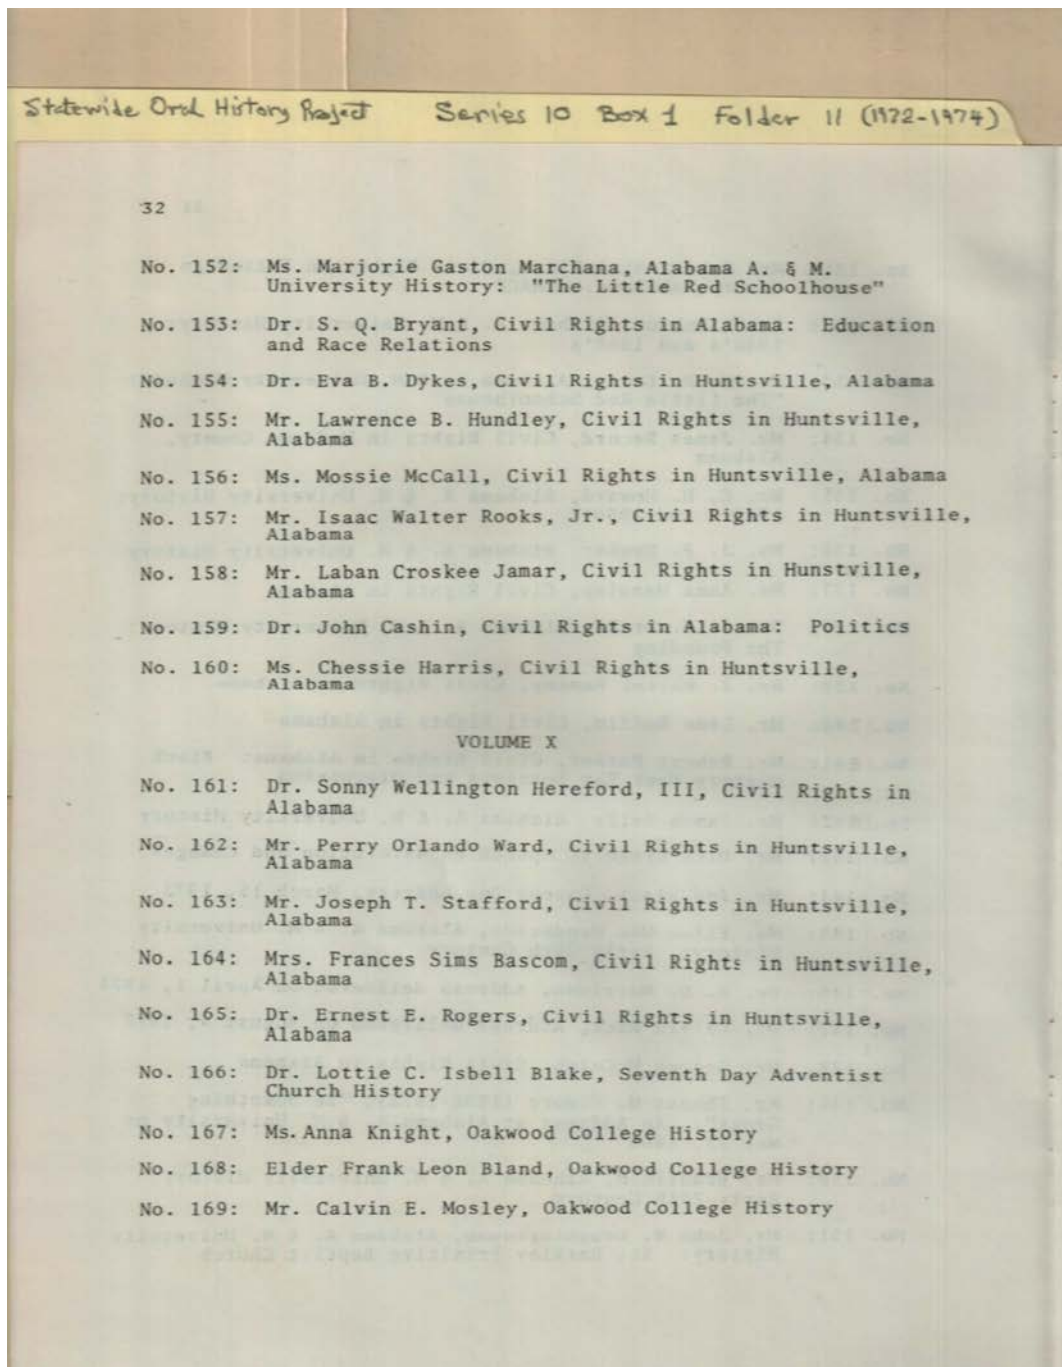 Statewide Oral History Project Series 10 Box 1 Folder 11 (1972-1974)
32
No. 152: Ms. Marjorie Gaston Marchana, Alabama A. & M.
University History: "The Little Red Schoolhouse"
No. 153: Dr. S. Q. Bryant, Civil Rights in Alabama: Education
and Race Relations
No. 154: Dr. Eva B. Dykes, Civil Rights in Huntsville, Alabama
No. 155: Mr. Lawrence B. Hundley, Civil Rights in Huntsville,
Alabama
No. 156: Ms. Mossie McCall, Civil Rights in Huntsville, Alabama
No. 157: Mr. Isaac Walter Rooks, Jr., Civil Rights in Huntsville,
Alabama
No. 158: Mr. Laban Croskee Jamar, Civil Rights in Hunstville,
Alabama
No. 159: Dr. John Cashin, Civil Rights in Alabama: Politics
No. 160: Ms. Chessie Harris, Civil Rights in Huntsville,
Alabama
VOLUME X
No. 161: Dr. Sonny Wellington Hereford, III, Civil Rights in
Alabama
No. 162: Mr. Perry Orlando Ward, Civil Rights in Huntsville,
Alabama
No. 163: Mr. Joseph T. Stafford, Civil Rights in Huntsville,
Alabama
No. 164: Mrs. Frances Sims Bascom, Civil Rights in Huntsville,
Alabama
No. 165: Dr. Ernest E. Rogers, Civil Rights in Huntsville,
Alabama
No. 166: Dr. Lottie C. Isbell Blake, Seventh Day Adventist
Church History
No. 167: Ms. Anna Knight, Oakwood College History
No. 168: Elder Frank Leon Bland, Oakwood College History
No. 169: Mr. Calvin E. Mosley, Oakwood College History